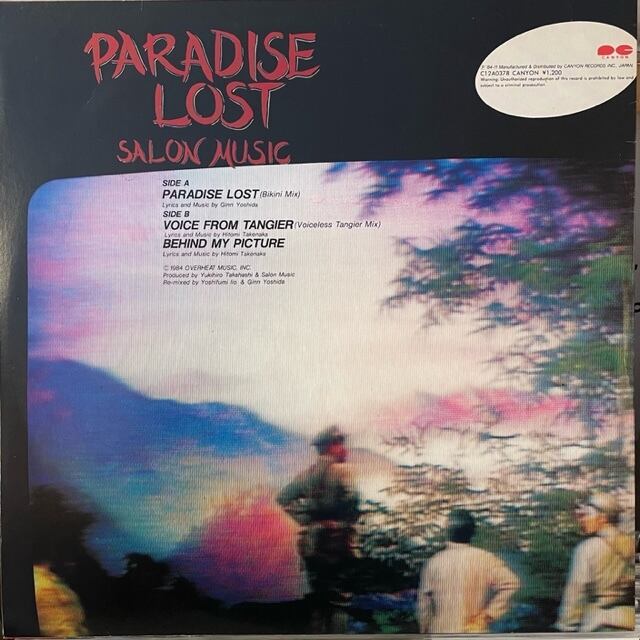 PARADISE
LOST
SALON MUSIC
PC
CANYON
℗'84·11 Manufactured & Distributed by CANYON RECORDS INC., JAPAN
C12A0378 CANYON ¥1,200
Warning: Unauthorized reproduction of this record is prohibited by law and
subject to a criminal prosecution.
SIDE A
PARADISE LOST (Bikini Mix)
Lyrics and Music by Ginn Yoshida
SIDE B
VOICE FROM TANGIER (Voiceless Tangier Mix)
Lyrics and Music by Hitomi Takenaka
BEHIND MY PICTURE
Lyrics and Music by Hitomi Takenaka
©1984 OVERHEAT MUSIC, INC.
Produced by Yukihiro Takahashi & Salon Music
Re-mixed by Yoshifumi Iio & Ginn Yoshida